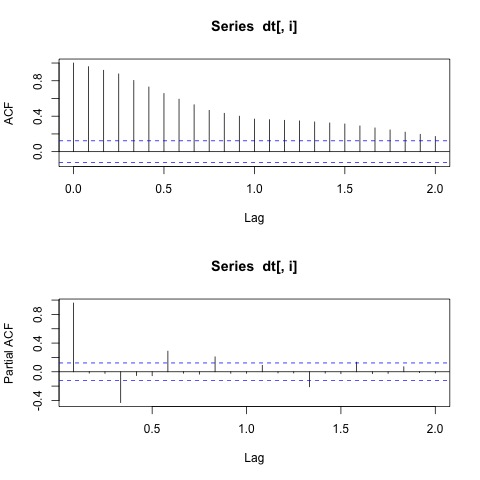 Series dt[, i]
ACF
0.0 0.4 0.8
0.0 0.5 1.0 1.5 2.0
Lag
Series dt[, i]
Partial ACF
-0.4 0.0 0.4 0.8
0.5 1.0 1.5 2.0
Lag